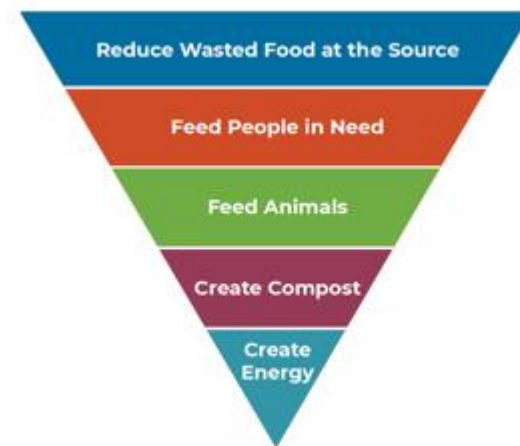 Reduce Wasted Food at the Source
Feed People in Need
Feed Animals
Create Compost
Create
Energy